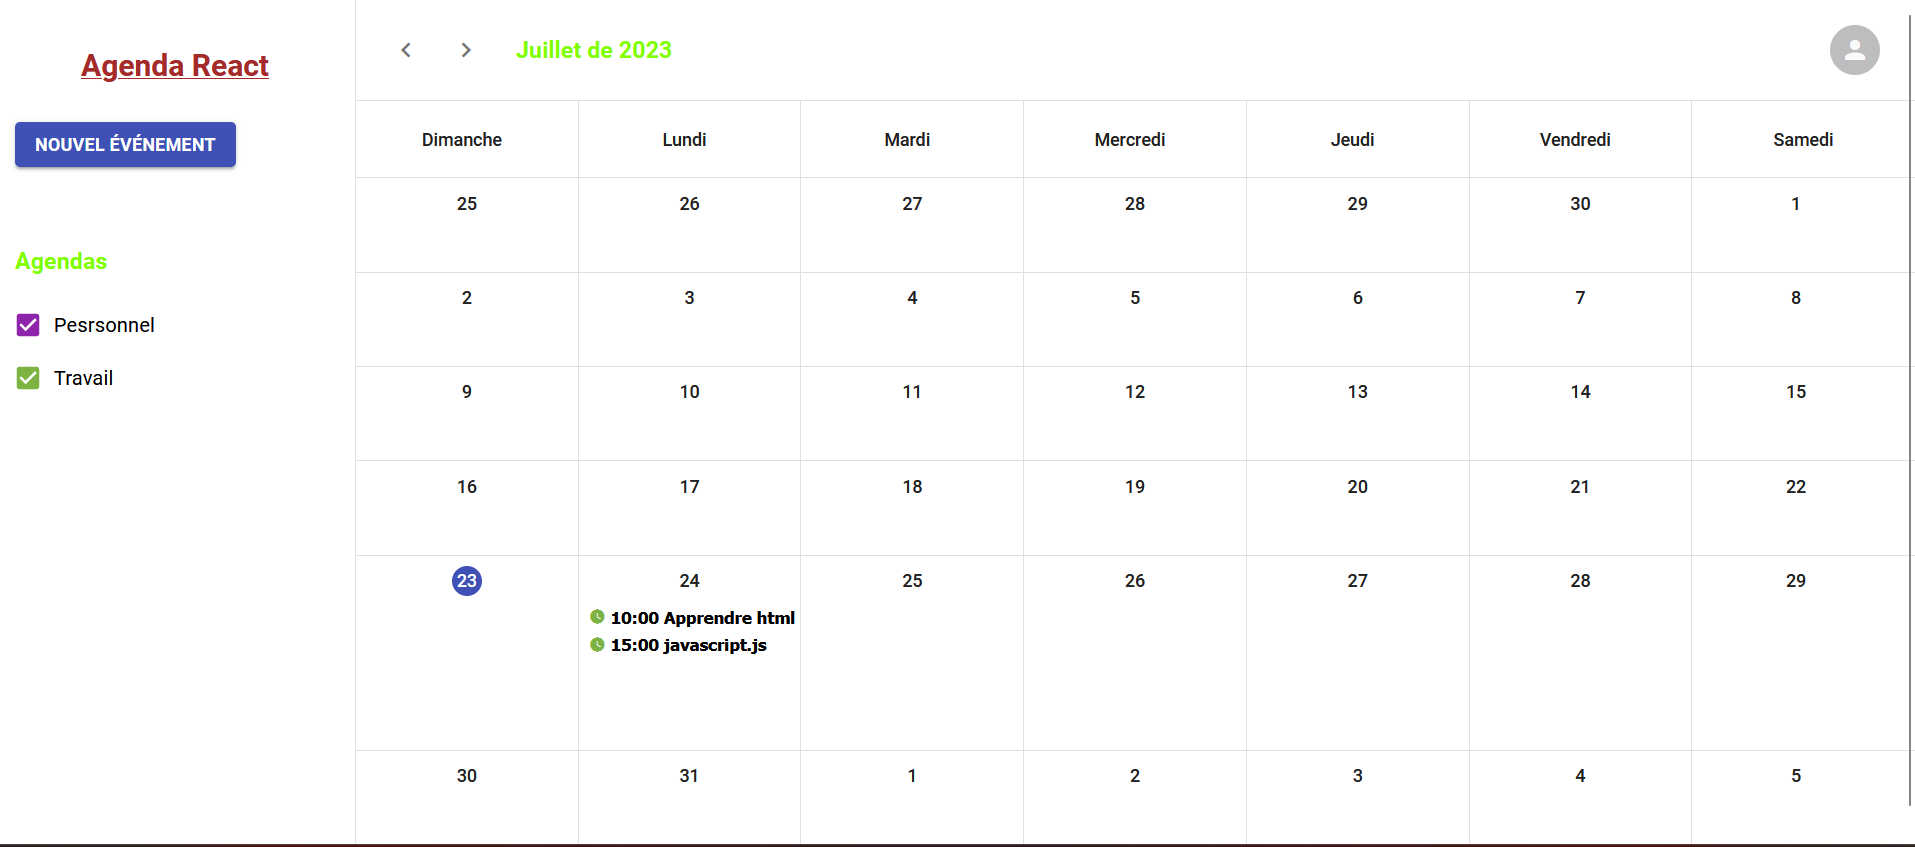 Agenda React
NOUVEL ÉVÉNEMENT
Agendas
Pesrsonnel
Travail
Juillet de 2023
Dimanche Lundi Mardi Mercredi Jeudi Vendredi Samedi
25 26 27 28 29 30 1
2 3 4 5 6 7 8
9 10 11 12 13 14 15
16 17 18 19 20 21 22
23 24 25 26 27 28 29
10:00 Apprendre html
15:00 javascript.js
30 31 1 2 3 4 5